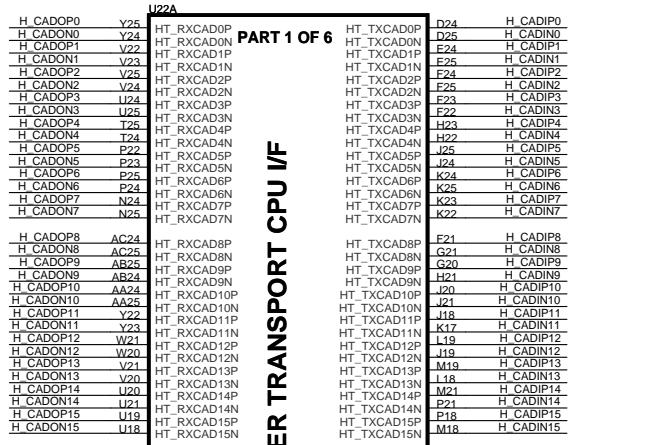 U22A
PART 1 OF 6
H_CADOP0 Y25 HT_RXCAD0P HT_TXCAD0P D24 H_CADIP0
H_CADON0 Y24 HT_RXCAD0N HT_TXCAD0N D25 H_CADIN0
H_CADOP1 V22 HT_RXCAD1P HT_TXCAD1P E24 H_CADIP1
H_CADON1 V23 HT_RXCAD1N HT_TXCAD1N E25 H_CADIN1
H_CADOP2 V25 HT_RXCAD2P HT_TXCAD2P F24 H_CADIP2
H_CADON2 V24 HT_RXCAD2N HT_TXCAD2N F25 H_CADIN2
H_CADOP3 U24 HT_RXCAD3P HT_TXCAD3P F23 H_CADIP3
H_CADON3 U25 HT_RXCAD3N HT_TXCAD3N F22 H_CADIN3
H_CADOP4 T25 HT_RXCAD4P HT_TXCAD4P H23 H_CADIP4
H_CADON4 T24 HT_RXCAD4N HT_TXCAD4N H22 H_CADIN4
H_CADOP5 P22 HT_RXCAD5P HT_TXCAD5P J25 H_CADIP5
H_CADON5 P23 HT_RXCAD5N HT_TXCAD5N J24 H_CADIN5
H_CADOP6 P25 HT_RXCAD6P HT_TXCAD6P K24 H_CADIP6
H_CADON6 P24 HT_RXCAD6N HT_TXCAD6N K25 H_CADIN6
H_CADOP7 N24 HT_RXCAD7P HT_TXCAD7P K23 H_CADIP7
H_CADON7 N25 HT_RXCAD7N HT_TXCAD7N K22 H_CADIN7
H_CADOP8 AC24 HT_RXCAD8P HT_TXCAD8P F21 H_CADIP8
H_CADON8 AC25 HT_RXCAD8N HT_TXCAD8N G21 H_CADIN8
H_CADOP9 AB25 HT_RXCAD9P HT_TXCAD9P G20 H_CADIP9
H_CADON9 AB24 HT_RXCAD9N HT_TXCAD9N H21 H_CADIN9
H_CADOP10 AA24 HT_RXCAD10P HT_TXCAD10P J20 H_CADIP10
H_CADON10 AA25 HT_RXCAD10N HT_TXCAD10N J21 H_CADIN10
H_CADOP11 Y22 HT_RXCAD11P HT_TXCAD11P J18 H_CADIP11
H_CADON11 Y23 HT_RXCAD11N HT_TXCAD11N K17 H_CADIN11
H_CADOP12 W21 HT_RXCAD12P HT_TXCAD12P L19 H_CADIP12
H_CADON12 W20 HT_RXCAD12N HT_TXCAD12N J19 H_CADIN12
H_CADOP13 V21 HT_RXCAD13P HT_TXCAD13P M19 H_CADIP13
H_CADON13 V20 HT_RXCAD13N HT_TXCAD13N L18 H_CADIN13
H_CADOP14 U20 HT_RXCAD14P HT_TXCAD14P M21 H_CADIP14
H_CADON14 U21 HT_RXCAD14N HT_TXCAD14N P21 H_CADIN14
H_CADOP15 U19 HT_RXCAD15P HT_TXCAD15P P18 H_CADIP15
H_CADON15 U18 HT_RXCAD15N HT_TXCAD15N M18 H_CADIN15
ER TRANSPORT CPU I/F